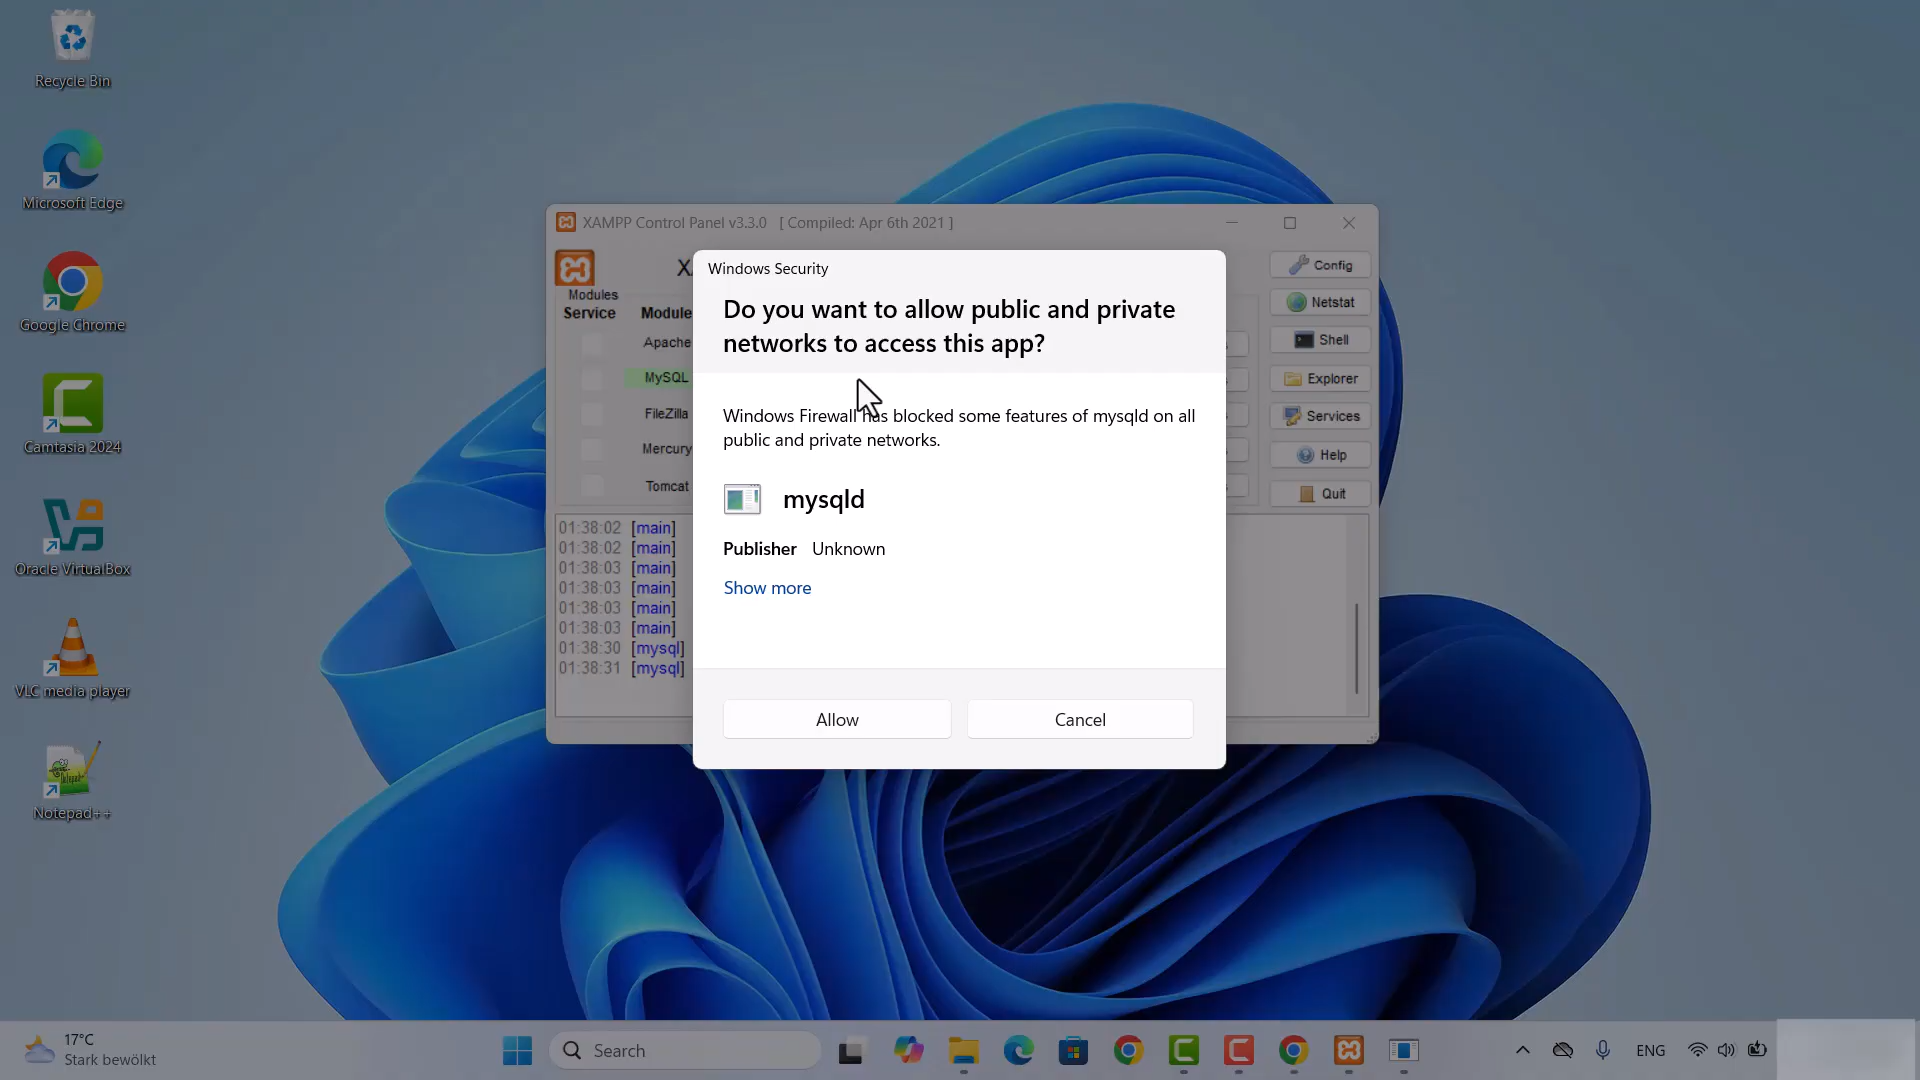 Recycle Bin
Microsoft Edge
Google Chrome
Camtasia 2024
Oracle VirtualBox
VLC media player
Notepad++
XAMPP Control Panel v3.3.0 [ Compiled: Apr 6th 2021 ]
Modules
Service Module
Apache
MySQL
FileZilla
Mercury
Tomcat
Config
Netstat
Shell
Explorer
Services
Help
Quit
01:38:02 [main]
01:38:02 [main]
01:38:03 [main]
01:38:03 [main]
01:38:03 [main]
01:38:03 [main]
01:38:30 [mysql]
01:38:31 [mysql]
Windows Security
Do you want to allow public and private
networks to access this app?
Windows Firewall has blocked some features of mysqld on all
public and private networks.
mysqld
Publisher Unknown
Show more
Allow Cancel
17°C
Stark bewölkt
Search
ENG